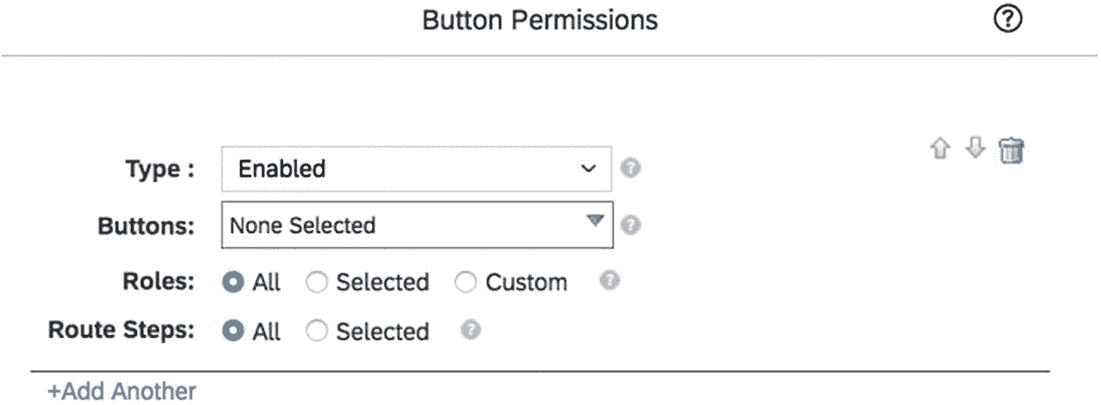 Button Permissions ?
Type : Enabled ?
Buttons: None Selected ?
Roles: All Selected Custom ?
Route Steps: All Selected ?
+Add Another